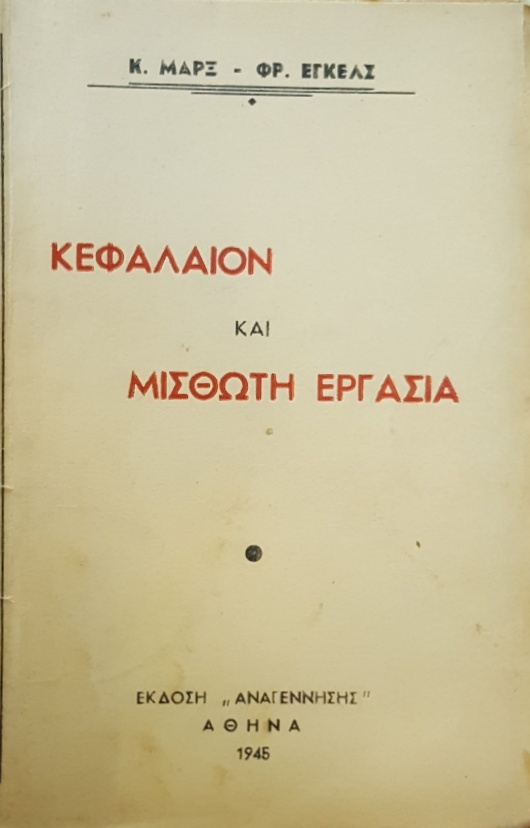 Κ. ΜΑΡΞ - ΦΡ. ΕΓΚΕΛΣ
ΚΕΦΑΛΑΙΟΝ
ΚΑΙ
ΜΙΣΘΩΤΗ ΕΡΓΑΣΙΑ
ΕΚΔΟΣΗ „ΑΝΑΓΕΝΝΗΣΗΣ"
ΑΘΗΝΑ
1945